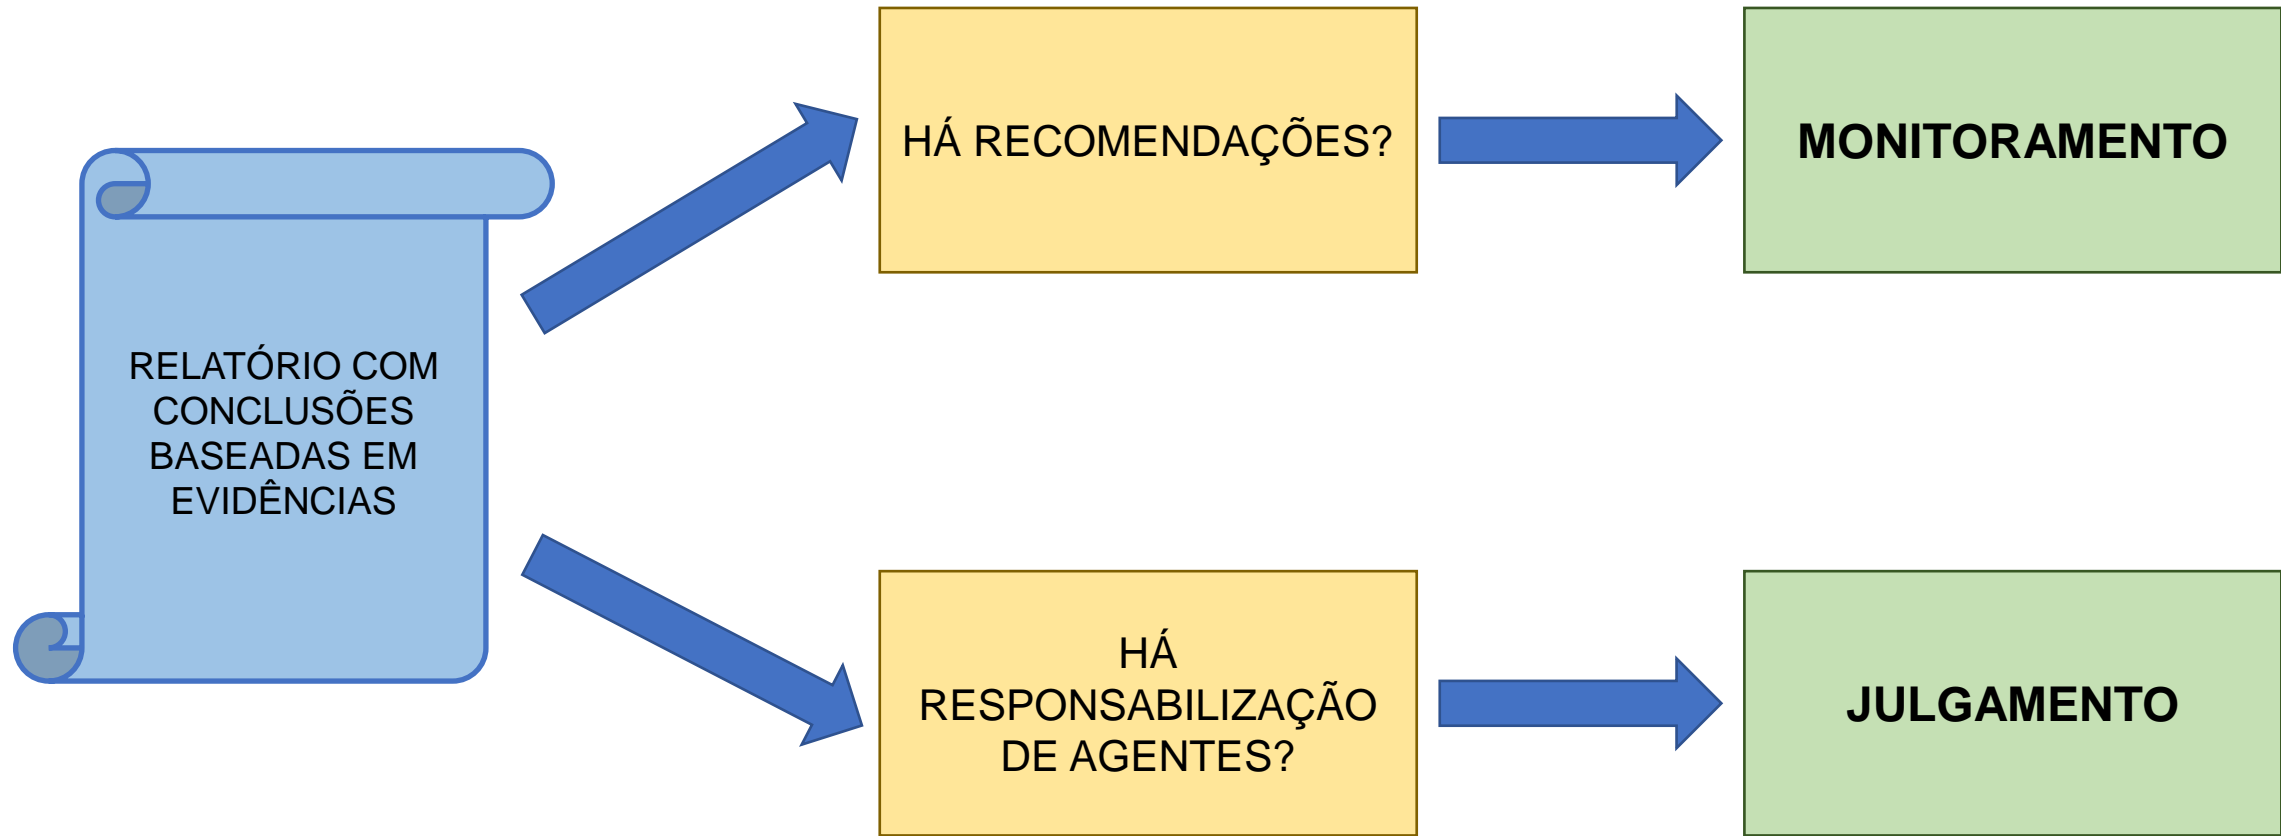 RELATÓRIO COM
CONCLUSÕES
BASEADAS EM
EVIDÊNCIAS
HÁ RECOMENDAÇÕES?
MONITORAMENTO
HÁ
RESPONSABILIZAÇÃO
DE AGENTES?
JULGAMENTO